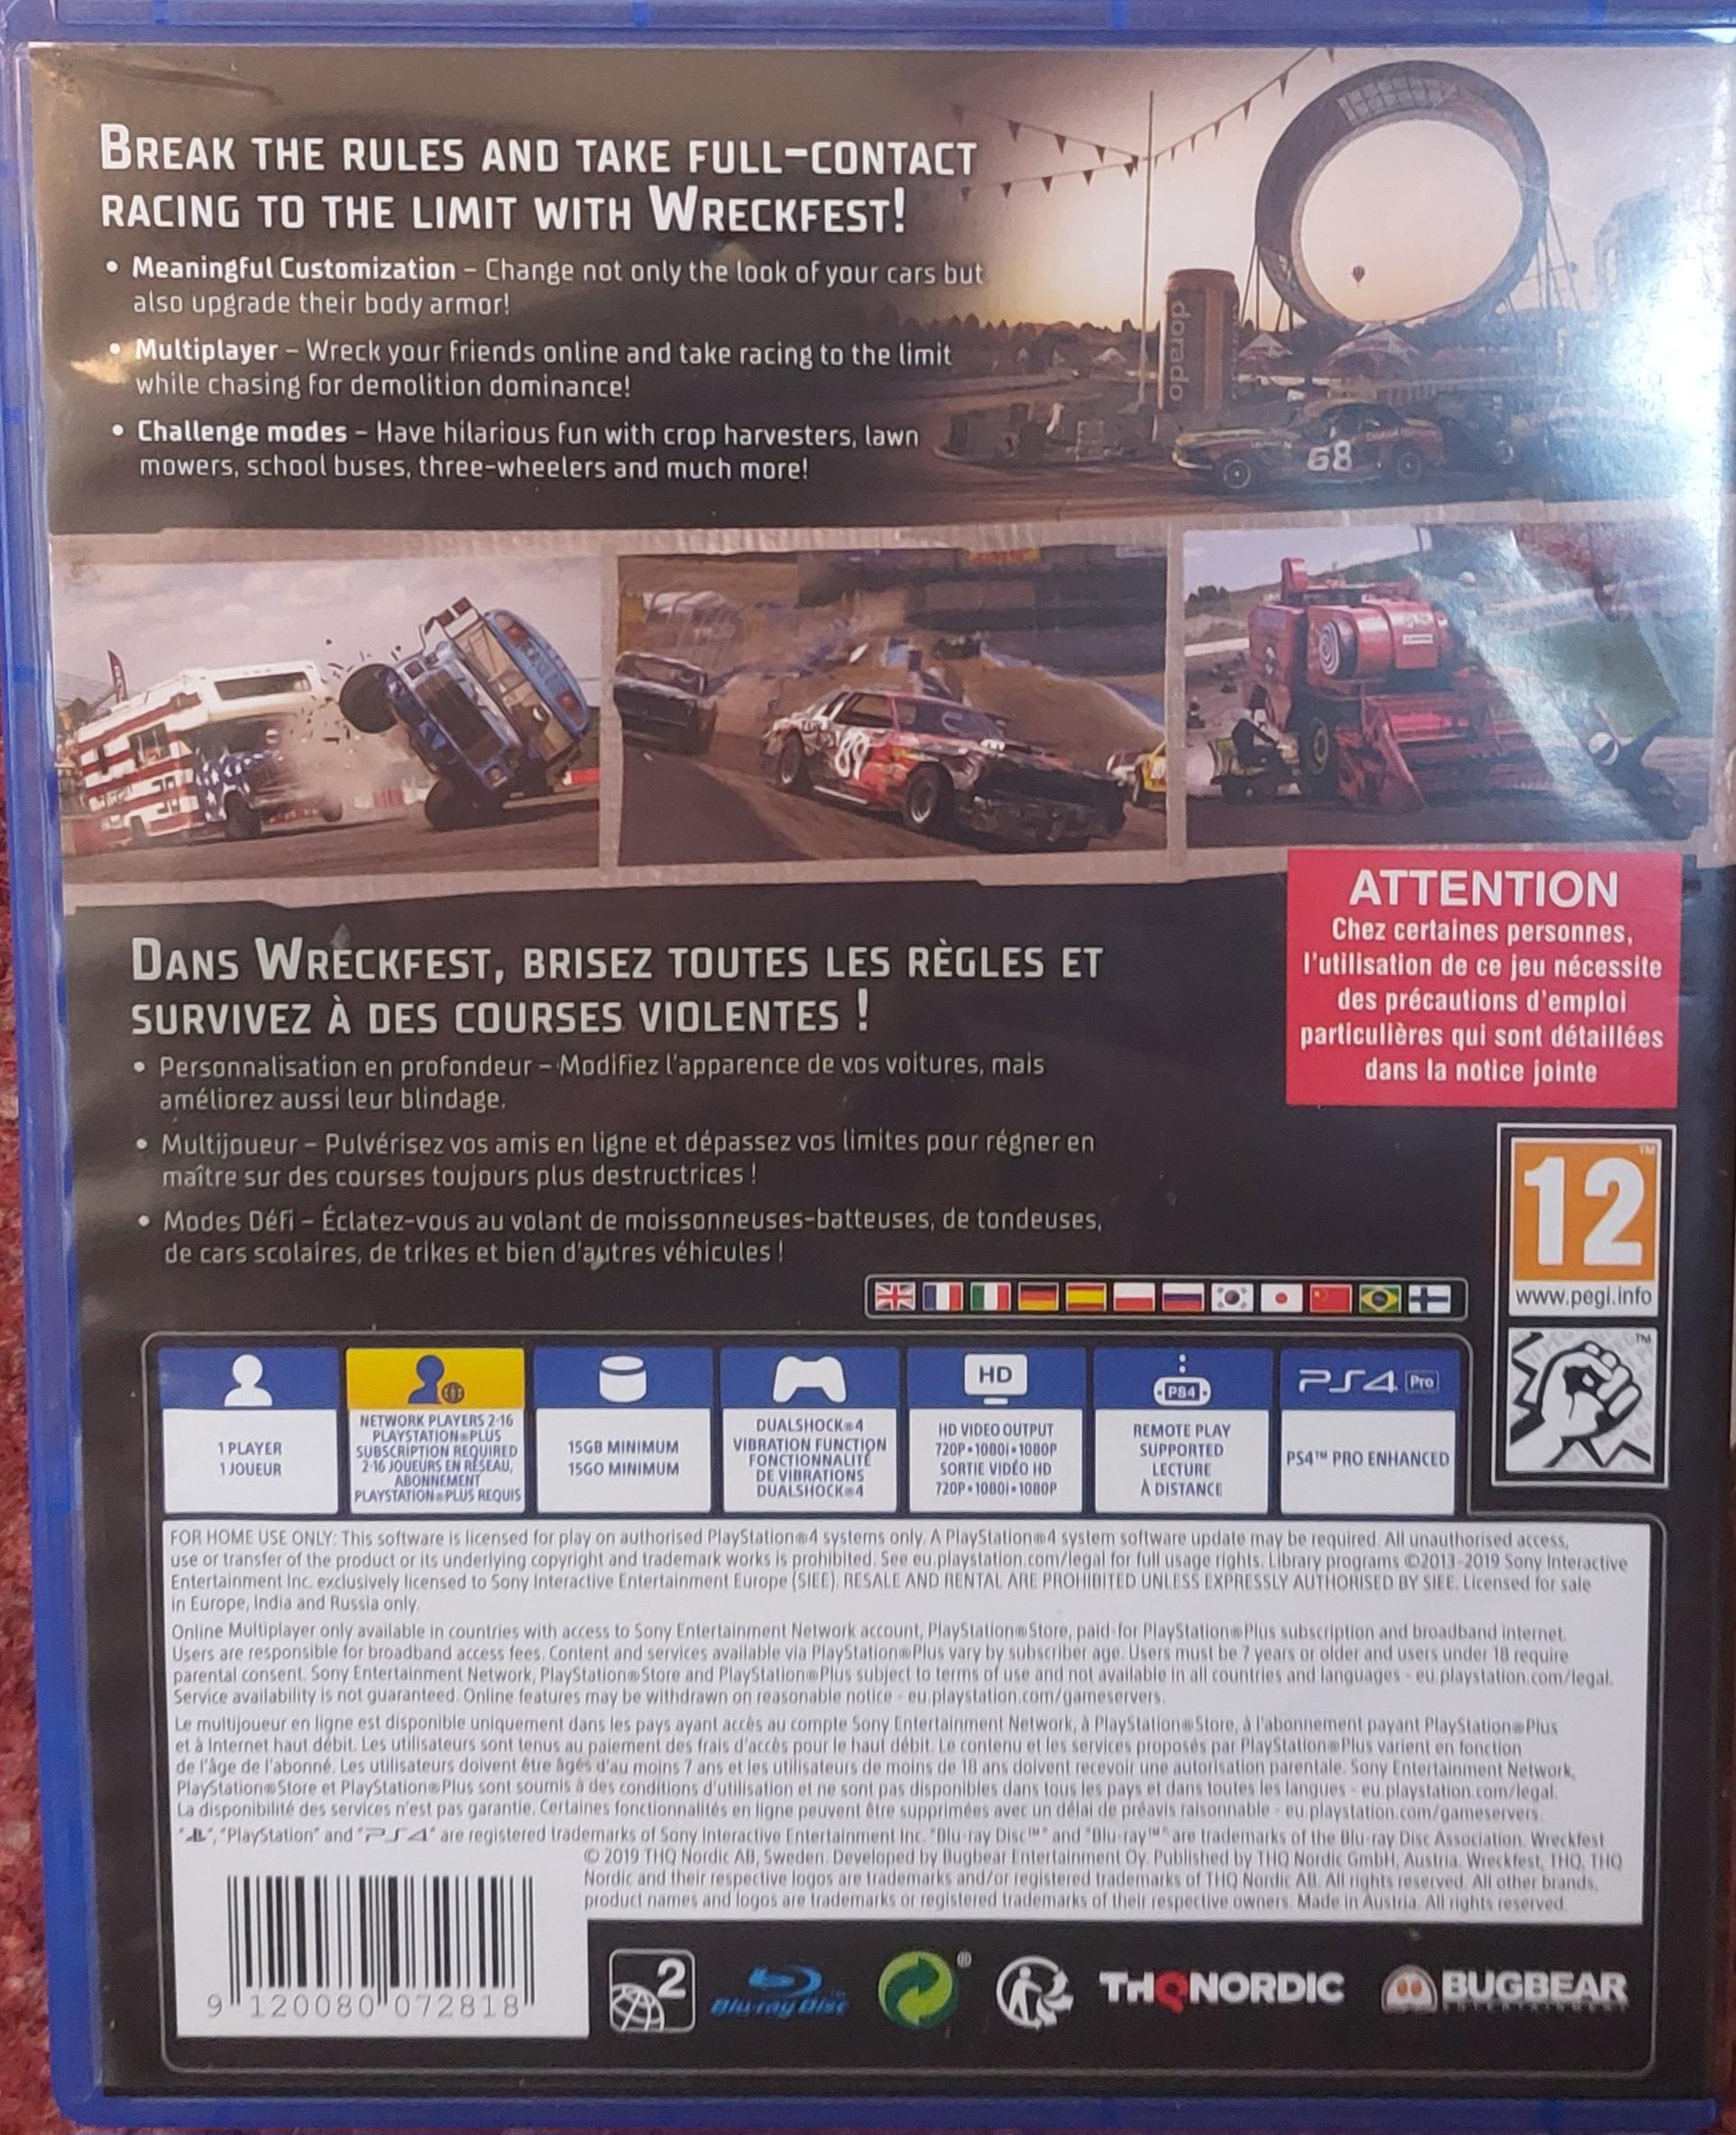 BREAK THE RULES AND TAKE FULL-CONTACT
RACING TO THE LIMIT WITH WRECKFEST!
• Meaningful Customization – Change not only the look of your cars but
also upgrade their body armor!
• Multiplayer – Wreck your friends online and take racing to the limit
while chasing for demolition dominance!
• Challenge modes – Have hilarious fun with crop harvesters, lawn
mowers, school buses, three-wheelers and much more!
dorado
68
89
ATTENTION
Chez certaines personnes,
l'utilisation de ce jeu nécessite
des précautions d'emploi
particulières qui sont détaillées
dans la notice jointe
DANS WRECKFEST, BRISEZ TOUTES LES RÈGLES ET
SURVIVEZ À DES COURSES VIOLENTES !
• Personnalisation en profondeur – Modifiez l'apparence de vos voitures, mais
améliorez aussi leur blindage.
• Multijoueur – Pulvérisez vos amis en ligne et dépassez vos limites pour régner en
maître sur des courses toujours plus destructrices !
• Modes Défi – Éclatez-vous au volant de moissonneuses-batteuses, de tondeuses,
de cars scolaires, de trikes et bien d'autres véhicules !
12™
www.pegi.info
™
HD
PS4
PS4 Pro
1 PLAYER
1 JOUEUR
NETWORK PLAYERS 2-16
PLAYSTATION®PLUS
SUBSCRIPTION REQUIRED
2-16 JOUEURS EN RÉSEAU,
ABONNEMENT
PLAYSTATION®PLUS REQUIS
15GB MINIMUM
15GO MINIMUM
DUALSHOCK®4
VIBRATION FUNCTION
FONCTIONNALITÉ
DE VIBRATIONS
DUALSHOCK®4
HD VIDEO OUTPUT
720P•1080i•1080P
SORTIE VIDÉO HD
720P•1080i•1080P
REMOTE PLAY
SUPPORTED
LECTURE
À DISTANCE
PS4™ PRO ENHANCED
FOR HOME USE ONLY: This software is licensed for play on authorised PlayStation®4 systems only. A PlayStation®4 system software update may be required. All unauthorised access,
use or transfer of the product or its underlying copyright and trademark works is prohibited. See eu.playstation.com/legal for full usage rights. Library programs ©2013-2019 Sony Interactive
Entertainment Inc. exclusively licensed to Sony Interactive Entertainment Europe (SIEE). RESALE AND RENTAL ARE PROHIBITED UNLESS EXPRESSLY AUTHORISED BY SIEE. Licensed for sale
in Europe, India and Russia only.
Online Multiplayer only available in countries with access to Sony Entertainment Network account, PlayStation®Store, paid-for PlayStation®Plus subscription and broadband internet.
Users are responsible for broadband access fees. Content and services available via PlayStation®Plus vary by subscriber age. Users must be 7 years or older and users under 18 require
parental consent. Sony Entertainment Network, PlayStation®Store and PlayStation®Plus subject to terms of use and not available in all countries and languages - eu.playstation.com/legal.
Service availability is not guaranteed. Online features may be withdrawn on reasonable notice - eu.playstation.com/gameservers.
Le multijoueur en ligne est disponible uniquement dans les pays ayant accès au compte Sony Entertainment Network, à PlayStation®Store, à l'abonnement payant PlayStation®Plus
et à Internet haut débit. Les utilisateurs sont tenus au paiement des frais d'accès pour le haut débit. Le contenu et les services proposés par PlayStation®Plus varient en fonction
de l'âge de l'abonné. Les utilisateurs doivent être âgés d'au moins 7 ans et les utilisateurs de moins de 18 ans doivent recevoir une autorisation parentale. Sony Entertainment Network,
PlayStation®Store et PlayStation®Plus sont soumis à des conditions d'utilisation et ne sont pas disponibles dans tous les pays et dans toutes les langues - eu.playstation.com/legal.
La disponibilité des services n'est pas garantie. Certaines fonctionnalités en ligne peuvent être supprimées avec un délai de préavis raisonnable - eu.playstation.com/gameservers.
" ", "PlayStation" and "PS4" are registered trademarks of Sony Interactive Entertainment Inc. "Blu-ray Disc™" and "Blu-ray™" are trademarks of the Blu-ray Disc Association. Wreckfest
© 2019 THQ Nordic AB, Sweden. Developed by Bugbear Entertainment Oy. Published by THQ Nordic GmbH, Austria. Wreckfest, THQ, THQ
Nordic and their respective logos are trademarks and/or registered trademarks of THQ Nordic AB. All rights reserved. All other brands,
product names and logos are trademarks or registered trademarks of their respective owners. Made in Austria. All rights reserved.
9 120080 072818
2
Blu-ray Disc
®
THQ NORDIC
BUGBEAR
ENTERTAINMENT